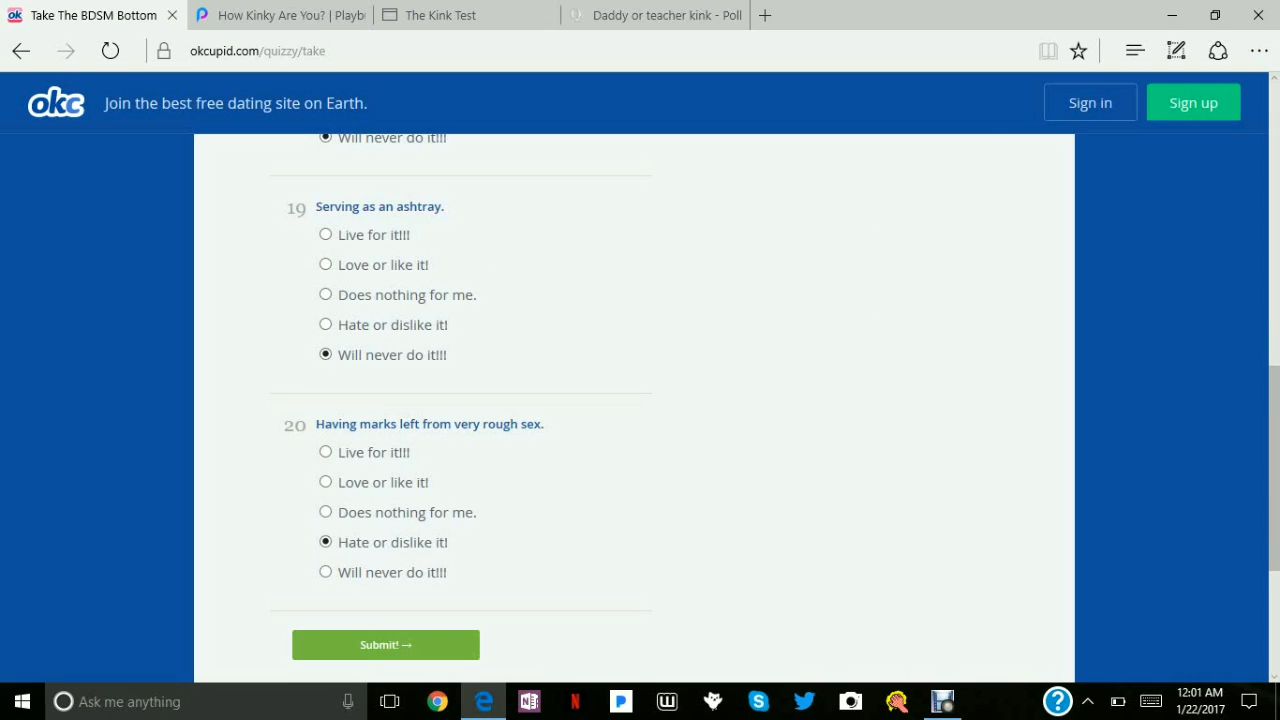 Take The BDSM Bottom
How Kinky Are You? | Playb
The Kink Test
Daddy or teacher kink - Poll
okcupid.com/quizzy/take
okc
Join the best free dating site on Earth.
Sign in
Sign up
Will never do it!!!
19 Serving as an ashtray.
Live for it!!!
Love or like it!
Does nothing for me.
Hate or dislike it!
Will never do it!!!
20 Having marks left from very rough sex.
Live for it!!!
Love or like it!
Does nothing for me.
Hate or dislike it!
Will never do it!!!
Submit! →
Ask me anything
12:01 AM
1/22/2017